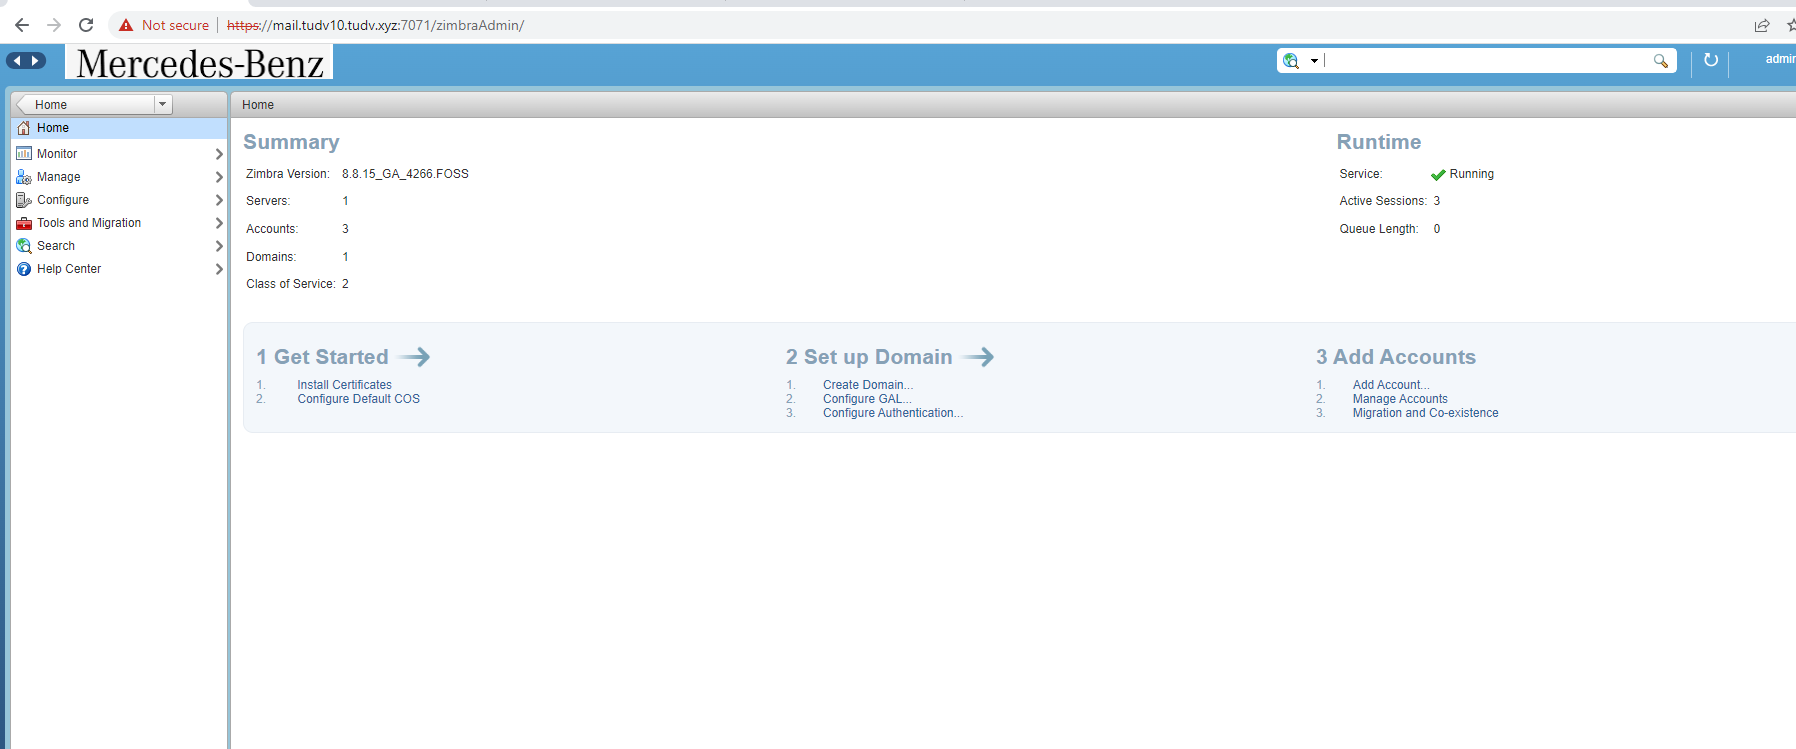 Not secure | https://mail.tudv10.tudv.xyz:7071/zimbraAdmin/
Mercedes-Benz
Home
Home
Monitor
Manage
Configure
Tools and Migration
Search
Help Center
Home
Summary
Zimbra Version: 8.8.15_GA_4266.FOSS
Servers: 1
Accounts: 3
Domains: 1
Class of Service: 2
Runtime
Service: Running
Active Sessions: 3
Queue Length: 0
1 Get Started
1. Install Certificates
2. Configure Default COS
2 Set up Domain
1. Create Domain...
2. Configure GAL...
3. Configure Authentication...
3 Add Accounts
1. Add Account...
2. Manage Accounts
3. Migration and Co-existence